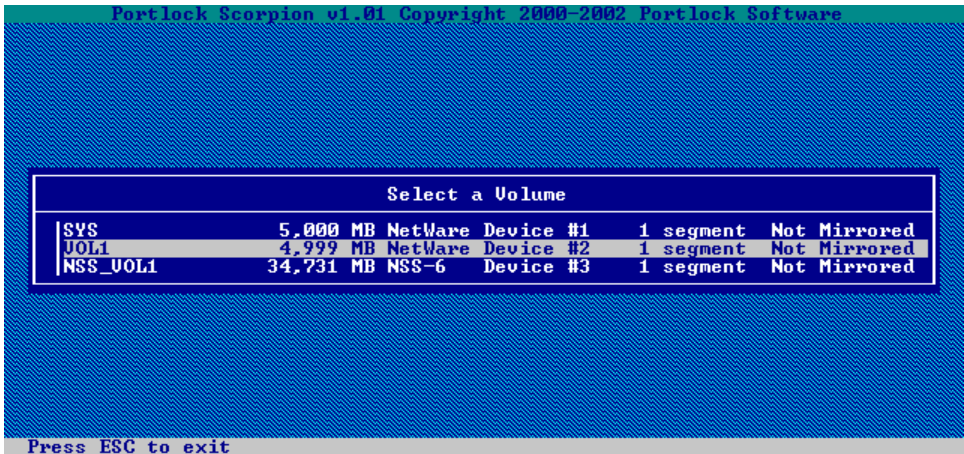 Portlock Scorpion v1.01 Copyright 2000-2002 Portlock Software
Select a Volume
SYS 5,000 MB NetWare Device #1 1 segment Not Mirrored
VOL1 4,999 MB NetWare Device #2 1 segment Not Mirrored
NSS_VOL1 34,731 MB NSS-6 Device #3 1 segment Not Mirrored
Press ESC to exit